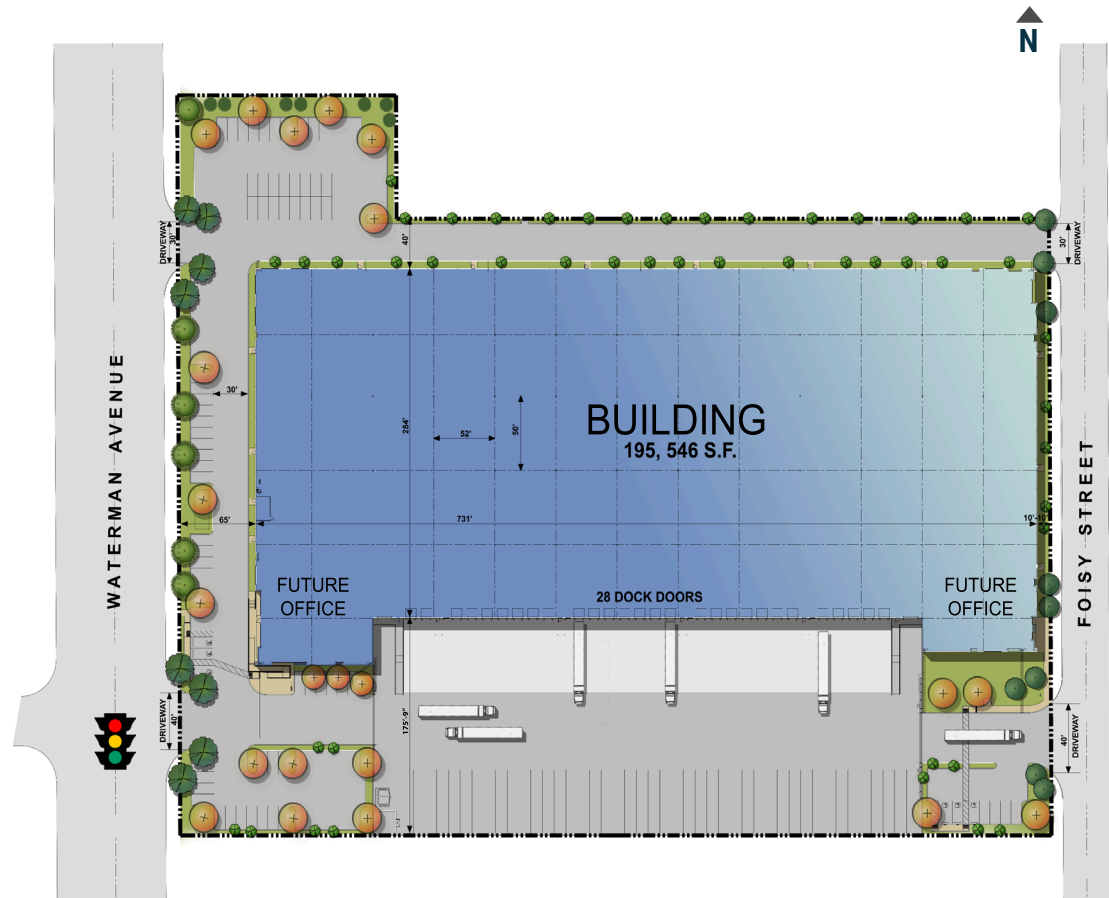 N
DRIVEWAY
30'
40'
30'
DRIVEWAY
WATERMAN AVENUE
30'
284'
52'
50'
BUILDING
195, 546 S.F.
FOISY STREET
65'
731'
10'-10"
FUTURE
OFFICE
28 DOCK DOORS
FUTURE
OFFICE
DRIVEWAY
40'
175'-9"
40'
DRIVEWAY